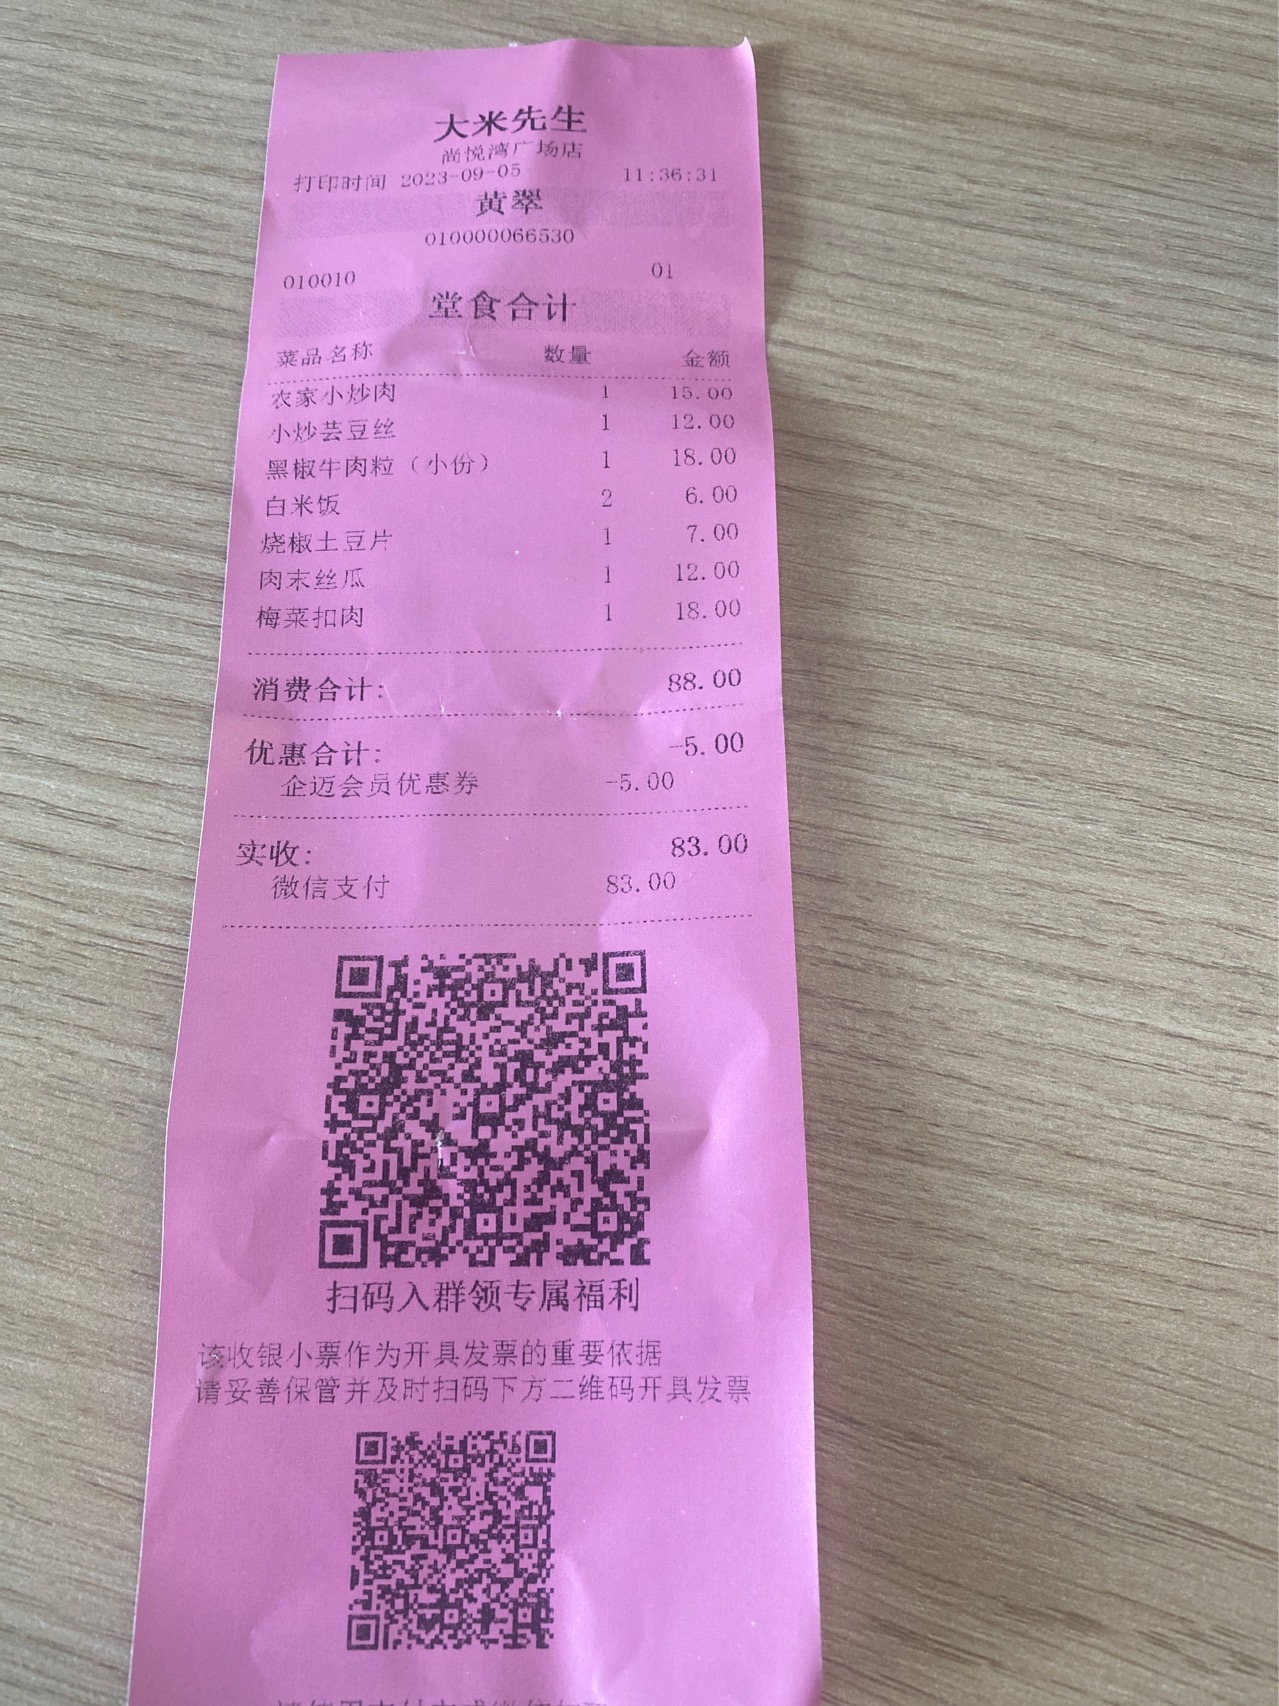 大米先生
尚悦湾广场店
打印时间 2023-09-05 11:36:31
黄翠
010000066530
010010 01
堂食合计
菜品名称 数量 金额
农家小炒肉 1 15.00
小炒芸豆丝 1 12.00
黑椒牛肉粒（小份） 1 18.00
白米饭 2 6.00
烧椒土豆片 1 7.00
肉末丝瓜 1 12.00
梅菜扣肉 1 18.00
消费合计: 88.00
优惠合计: -5.00
企迈会员优惠券 -5.00
实收: 83.00
微信支付 83.00
扫码入群领专属福利
该收银小票作为开具发票的重要依据
请妥善保管并及时扫码下方二维码开具发票